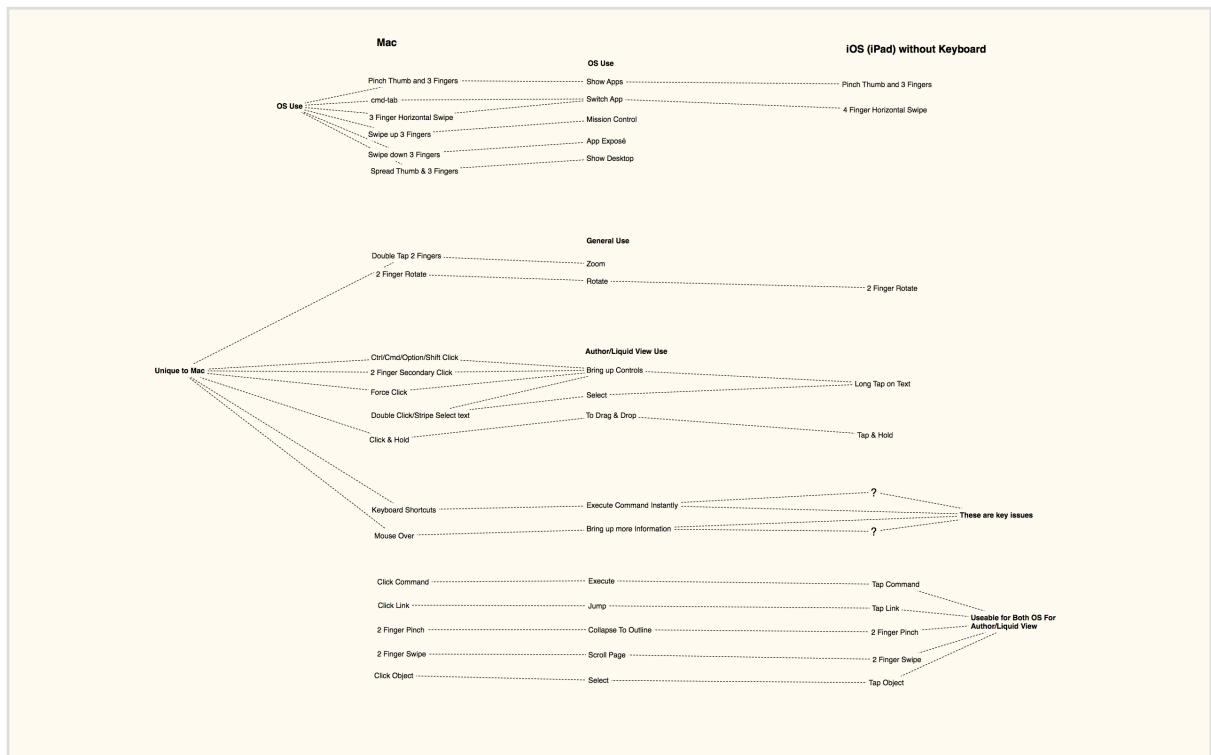 Mac
iOS (iPad) without Keyboard
OS Use
Pinch Thumb and 3 Fingers
Show Apps
Pinch Thumb and 3 Fingers
OS Use
cmd-tab
Switch App
4 Finger Horizontal Swipe
3 Finger Horizontal Swipe
Mission Control
Swipe up 3 Fingers
App Exposé
Swipe down 3 Fingers
Show Desktop
Spread Thumb & 3 Fingers
General Use
Double Tap 2 Fingers
Zoom
2 Finger Rotate
Rotate
2 Finger Rotate
Author/Liquid View Use
Ctrl/Cmd/Option/Shift Click
Unique to Mac
2 Finger Secondary Click
Bring up Controls
Long Tap on Text
Force Click
Select
Double Click/Stripe Select text
To Drag & Drop
Click & Hold
Tap & Hold
?
Keyboard Shortcuts
Execute Command Instantly
These are key issues
Mouse Over
Bring up more Information
?
Click Command
Execute
Tap Command
Click Link
Jump
Tap Link
Useable for Both OS For
Author/Liquid View
2 Finger Pinch
Collapse To Outline
2 Finger Pinch
2 Finger Swipe
Scroll Page
2 Finger Swipe
Click Object
Select
Tap Object